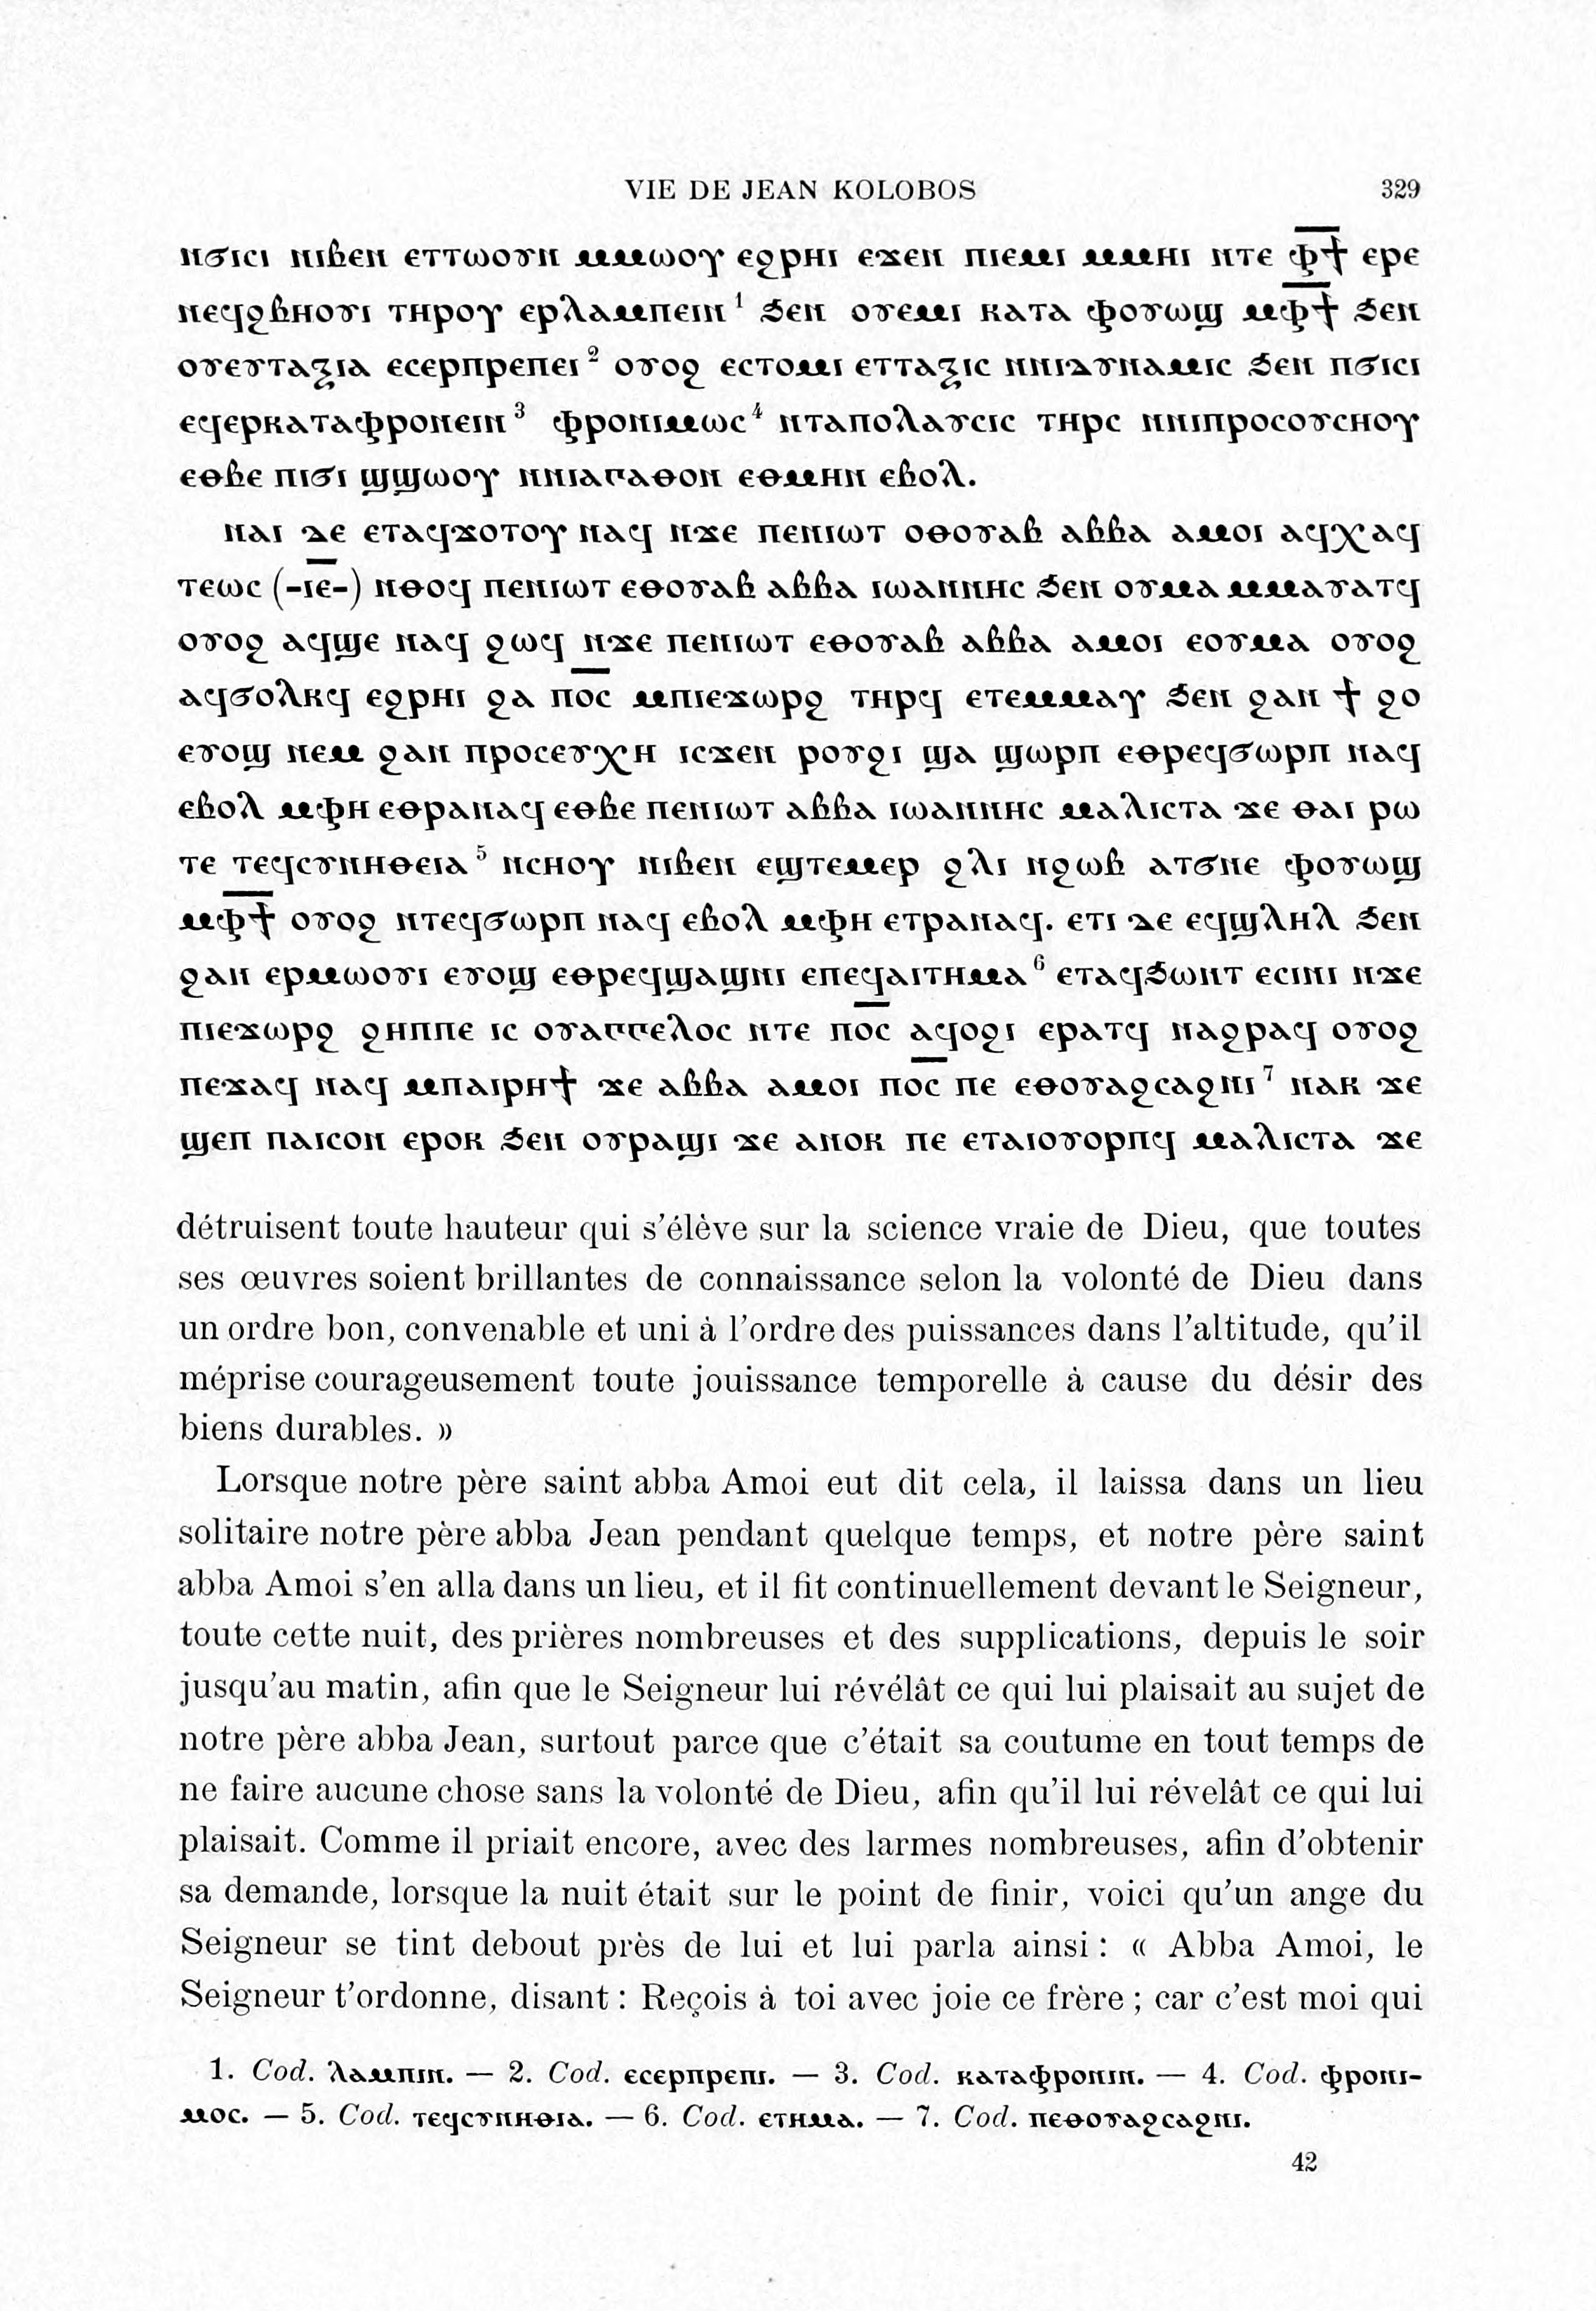 VIE DE JEAN KOLOBOS 329
ⲛϭⲓⲥⲓ ⲛⲓⲃⲉⲛ ⲉⲧⲧⲱⲟⲩⲛ ⲙⲙⲱⲟⲩ ⲉϩⲣⲏⲓ ⲉϫⲉⲛ ⲡⲓⲉⲙⲓ ⲙⲙⲏⲓ ⲛⲧⲉ ⲫ̅ϯ̅ ⲉⲣⲉ
ⲛⲉϥϩⲃⲏⲟⲩⲓ ⲧⲏⲣⲟⲩ ⲉⲣⲗⲁⲙⲡⲉⲓⲛ ¹ ϧⲉⲛ ⲟⲩⲉⲙⲓ ⲕⲁⲧⲁ ⲫⲟⲩⲱϣ ⲙⲫ̅ϯ̅ ϧⲉⲛ
ⲟⲩⲉⲩⲧⲁⲝⲓⲁ ⲉⲥⲉⲣⲡⲣⲉⲡⲉⲓ ² ⲟⲩⲟϩ ⲉⲥⲧⲟⲙⲓ ⲉⲧⲧⲁⲝⲓⲥ ⲛⲛⲓⲇⲩⲛⲁⲙⲓⲥ ϧⲉⲛ ⲡϭⲓⲥⲓ
ⲉϥⲉⲣⲕⲁⲧⲁⲫⲣⲟⲛⲉⲓⲛ ³ ⲫⲣⲟⲛⲓⲙⲱⲥ ⁴ ⲛⲧⲁⲡⲟⲗⲁⲩⲥⲓⲥ ⲧⲏⲣⲥ ⲛⲛⲓⲡⲣⲟⲥⲟⲩⲥⲛⲟⲩ
ⲉⲑⲃⲉ ⲡⲓϭⲓ ϣϣⲱⲟⲩ ⲛⲛⲓⲁⲅⲁⲑⲟⲛ ⲉⲑⲙⲏⲛ ⲉⲃⲟⲗ.
ⲛⲁⲓ ⲇⲉ ⲉⲧⲁϥϫⲟⲧⲟⲩ ⲛⲁϥ ⲛϫⲉ ⲡⲉⲛⲓⲱⲧ ⲟⲑⲟⲩⲁⲃ ⲁⲃⲃⲁ ⲁⲙⲟⲓ ⲁϥⲭⲁϥ
ⲧⲉⲱⲥ (-ⲓ̅ⲉ̅-) ⲛⲑⲟϥ ⲡⲉⲛⲓⲱⲧ ⲉⲑⲟⲩⲁⲃ ⲁⲃⲃⲁ ⲓⲱⲁⲛⲛⲏⲥ ϧⲉⲛ ⲟⲩⲙⲁ ⲙⲙⲁⲩⲁⲧϥ
ⲟⲩⲟϩ ⲁϥϣⲉ ⲛⲁϥ ϩⲱϥ ⲛϫⲉ ⲡⲉⲛⲓⲱⲧ ⲉⲑⲟⲩⲁⲃ ⲁⲃⲃⲁ ⲁⲙⲟⲓ ⲉⲟⲩⲙⲁ ⲟⲩⲟϩ
ⲁϥϭⲟⲗⲕϥ ⲉϩⲣⲏⲓ ϩⲁ ⲡⲟ̅ⲥ̅ ⲙⲡⲓⲉϫⲱⲣϩ ⲧⲏⲣϥ ⲉⲧⲉⲙⲙⲁⲩ ϧⲉⲛ ϩⲁⲛ ϯ ϩⲟ
ⲉⲩⲟϣ ⲛⲉⲙ ϩⲁⲛ ⲡⲣⲟⲥⲉⲩⲭⲏ ⲓⲥϫⲉⲛ ⲣⲟⲩϩⲓ ϣⲁ ϣⲱⲣⲡ ⲉⲑⲣⲉϥϭⲱⲣⲡ ⲛⲁϥ
ⲉⲃⲟⲗ ⲙⲫⲏ ⲉⲑⲣⲁⲛⲁϥ ⲉⲑⲃⲉ ⲡⲉⲛⲓⲱⲧ ⲁⲃⲃⲁ ⲓⲱⲁⲛⲛⲏⲥ ⲙⲁⲗⲓⲥⲧⲁ ϫⲉ ⲑⲁⲓ ⲣⲱ
ⲧⲉ ⲧⲉϥⲥⲩⲛⲏⲑⲉⲓⲁ ⁵ ⲛⲥⲏⲟⲩ ⲛⲓⲃⲉⲛ ⲉϣⲧⲉⲙⲉⲣ ϩⲗⲓ ⲛϩⲱⲃ ⲁⲧϭⲛⲉ ⲫⲟⲩⲱϣ
ⲙⲫ̅ϯ̅ ⲟⲩⲟϩ ⲛⲧⲉϥϭⲱⲣⲡ ⲛⲁϥ ⲉⲃⲟⲗ ⲙⲫⲏ ⲉⲧⲣⲁⲛⲁϥ. ⲉⲧⲓ ⲇⲉ ⲉϥϣⲗⲏⲗ ϧⲉⲛ
ϩⲁⲛ ⲉⲣⲙⲱⲟⲩⲓ ⲉⲩⲟϣ ⲉⲑⲣⲉϥϣⲁϣⲛⲓ ⲉⲡⲉϥⲁⲓⲧⲏⲙⲁ ⁶ ⲉⲧⲁϥϧⲱⲛⲧ ⲉⲥⲓⲛⲓ ⲛϫⲉ
ⲡⲓⲉϫⲱⲣϩ ϩⲏⲡⲡⲉ ⲓⲥ ⲟⲩⲁⲅⲅⲉⲗⲟⲥ ⲛⲧⲉ ⲡⲟ̅ⲥ̅ ⲁϥⲟϩⲓ ⲉⲣⲁⲧϥ ⲛⲁϩⲣⲁϥ ⲟⲩⲟϩ
ⲡⲉϫⲁϥ ⲛⲁϥ ⲙⲡⲁⲓⲣⲏϯ ϫⲉ ⲁⲃⲃⲁ ⲁⲙⲟⲓ ⲡⲟ̅ⲥ̅ ⲡⲉ ⲉⲑⲟⲩⲁϩⲥⲁϩⲛⲓ ⁷ ⲛⲁⲕ ϫⲉ
ϣⲉⲡ ⲡⲁⲓⲥⲟⲛ ⲉⲣⲟⲕ ϧⲉⲛ ⲟⲩⲣⲁϣⲓ ϫⲉ ⲁⲛⲟⲕ ⲡⲉ ⲉⲧⲁⲓⲟⲩⲟⲣⲡϥ ⲙⲁⲗⲓⲥⲧⲁ ϫⲉ
détruisent toute hauteur qui s'élève sur la science vraie de Dieu, que toutes
ses œuvres soient brillantes de connaissance selon la volonté de Dieu dans
un ordre bon, convenable et uni à l'ordre des puissances dans l'altitude, qu'il
méprise courageusement toute jouissance temporelle à cause du désir des
biens durables. »
Lorsque notre père saint abba Amoi eut dit cela, il laissa dans un lieu
solitaire notre père abba Jean pendant quelque temps, et notre père saint
abba Amoi s'en alla dans un lieu, et il fit continuellement devant le Seigneur,
toute cette nuit, des prières nombreuses et des supplications, depuis le soir
jusqu'au matin, afin que le Seigneur lui révélât ce qui lui plaisait au sujet de
notre père abba Jean, surtout parce que c'était sa coutume en tout temps de
ne faire aucune chose sans la volonté de Dieu, afin qu'il lui révelât ce qui lui
plaisait. Comme il priait encore, avec des larmes nombreuses, afin d'obtenir
sa demande, lorsque la nuit était sur le point de finir, voici qu'un ange du
Seigneur se tint debout près de lui et lui parla ainsi : « Abba Amoi, le
Seigneur t'ordonne, disant : Reçois à toi avec joie ce frère ; car c'est moi qui
1. Cod. ⲗⲁⲙⲡⲓⲛ. — 2. Cod. ⲉⲥⲉⲣⲡⲣⲉⲡⲓ. — 3. Cod. ⲕⲁⲧⲁⲫⲣⲟⲛⲓⲛ. — 4. Cod. ⲫⲣⲟⲛⲓ-
ⲙⲟⲥ. — 5. Cod. ⲧⲉϥⲥⲩⲛⲏⲑⲓⲁ. — 6. Cod. ⲉⲧⲏⲙⲁ. — 7. Cod. ⲡⲉⲑⲟⲩⲁϩⲥⲁϩⲛⲓ.
42